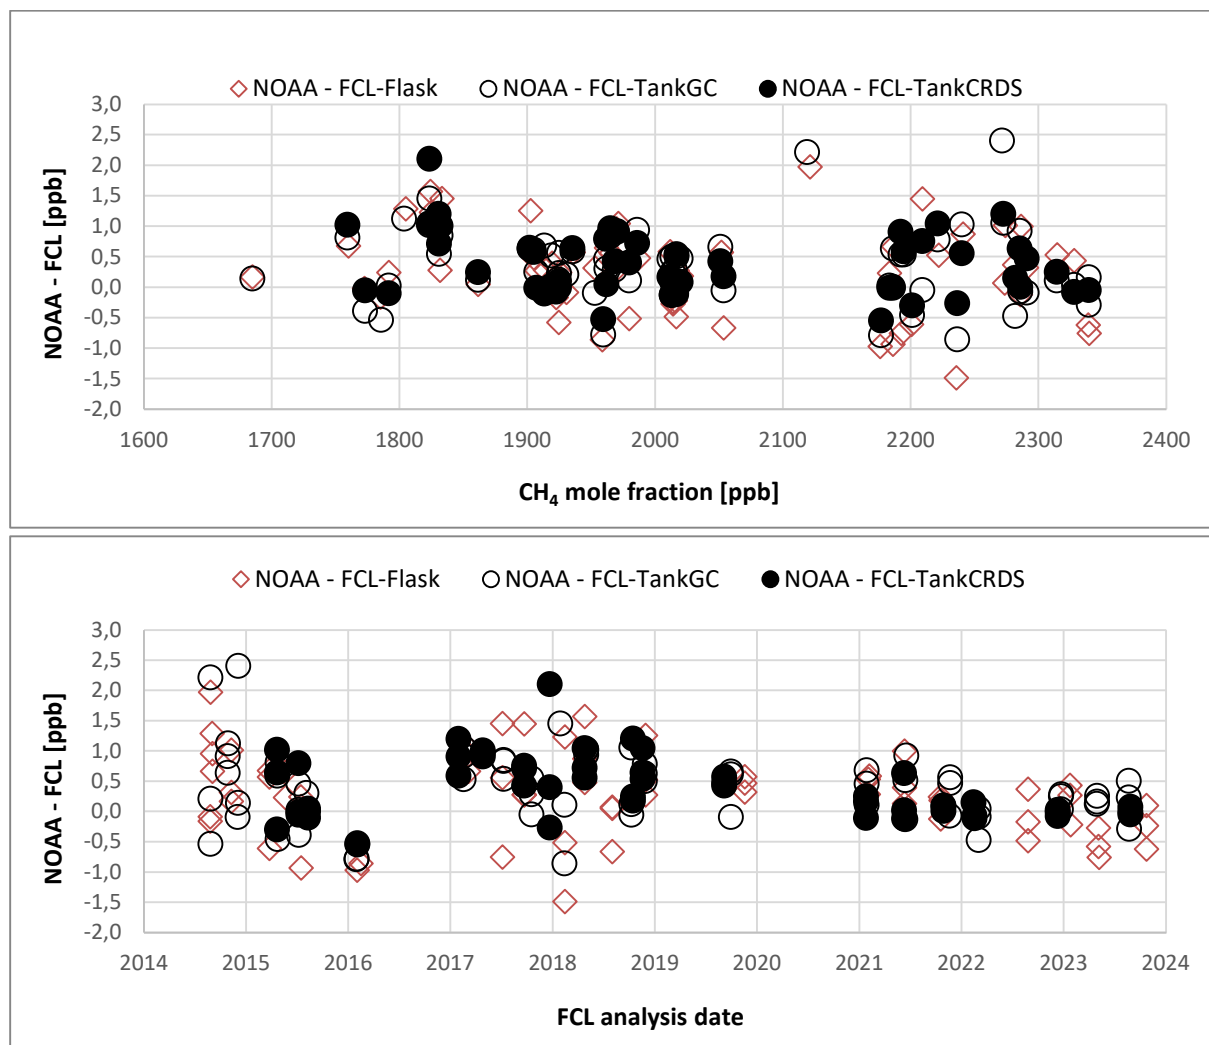 NOAA - FCL-Flask NOAA - FCL-TankGC NOAA - FCL-TankCRDS
3,0
2,5
2,0
1,5
1,0
0,5
0,0
-0,5
-1,0
-1,5
-2,0
NOAA - FCL [ppb]
1600 1700 1800 1900 2000 2100 2200 2300 2400
CH₄ mole fraction [ppb]
NOAA - FCL-Flask NOAA - FCL-TankGC NOAA - FCL-TankCRDS
3,0
2,5
2,0
1,5
1,0
0,5
0,0
-0,5
-1,0
-1,5
-2,0
NOAA - FCL [ppb]
2014 2015 2016 2017 2018 2019 2020 2021 2022 2023 2024
FCL analysis date